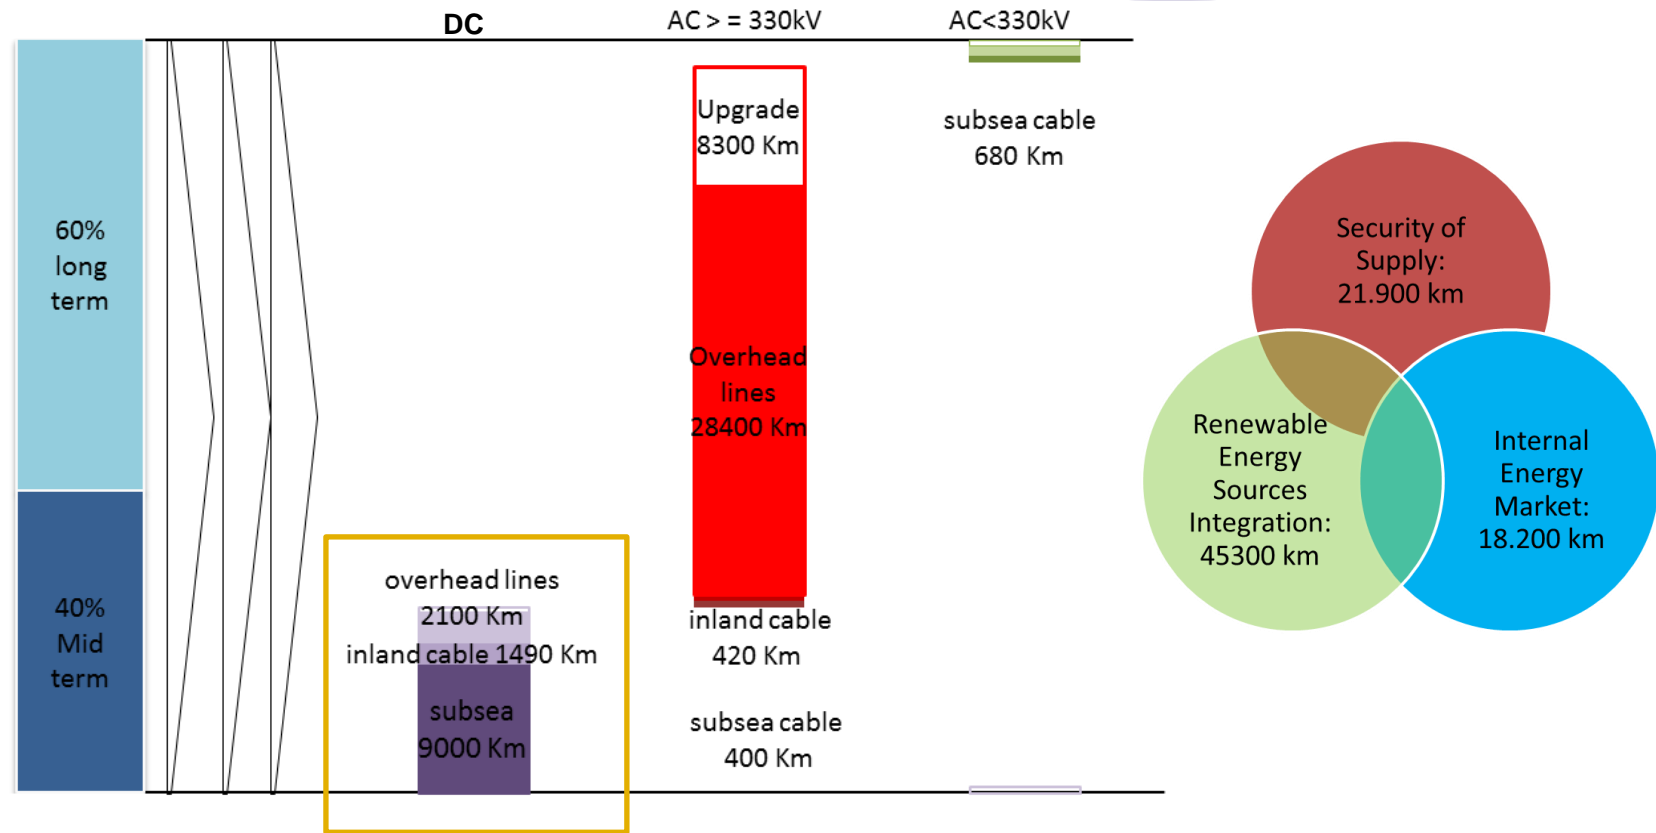 DC
AC > = 330kV
AC<330kV
60%
long
term
40%
Mid
term
overhead lines
2100 Km
inland cable 1490 Km
subsea
9000 Km
Upgrade
8300 Km
Overhead
lines
28400 Km
inland cable
420 Km
subsea cable
400 Km
subsea cable
680 Km
Security of
Supply:
21.900 km
Renewable
Energy
Sources
Integration:
45300 km
Internal
Energy
Market:
18.200 km